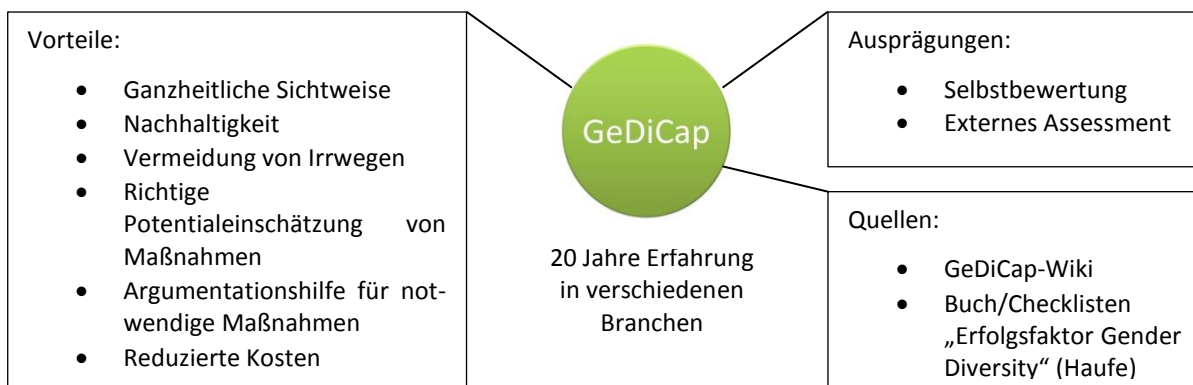 Vorteile:
• Ganzheitliche Sichtweise
• Nachhaltigkeit
• Vermeidung von Irrwegen
• Richtige
Potentialeinschätzung von
Maßnahmen
• Argumentationshilfe für not-
wendige Maßnahmen
• Reduzierte Kosten
GeDiCap
20 Jahre Erfahrung
in verschiedenen
Branchen
Ausprägungen:
• Selbstbewertung
• Externes Assessment
Quellen:
• GeDiCap-Wiki
• Buch/Checklisten
„Erfolgsfaktor Gender
Diversity“ (Haufe)